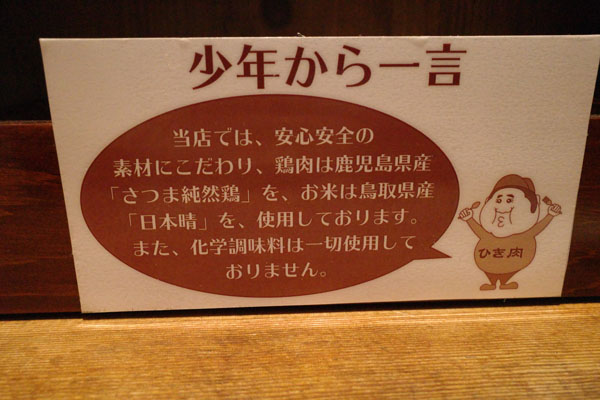 少年から一言
当店では、安心安全の
素材にこだわり、鶏肉は鹿児島県産
「さつま純然鶏」を、お米は鳥取県産
「日本晴」を、使用しております。
また、化学調味料は一切使用して
おりません。
ひき肉